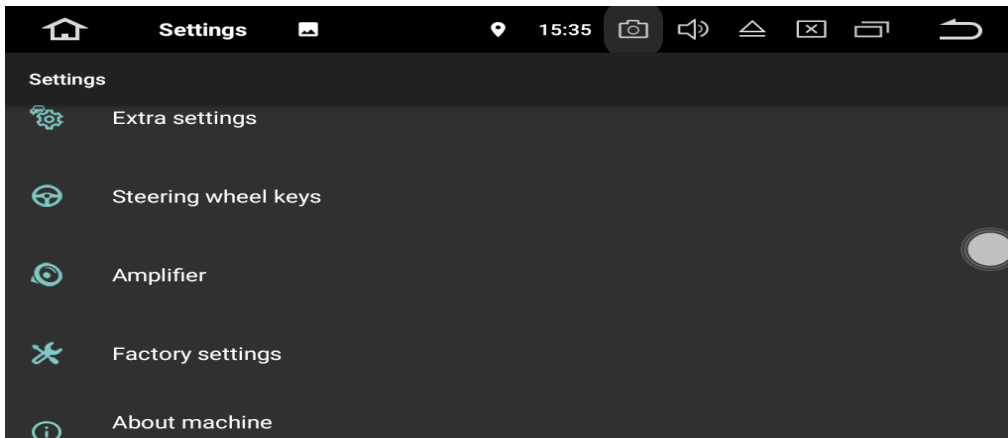 Settings
15:35
Settings
Extra settings
Steering wheel keys
Amplifier
Factory settings
About machine